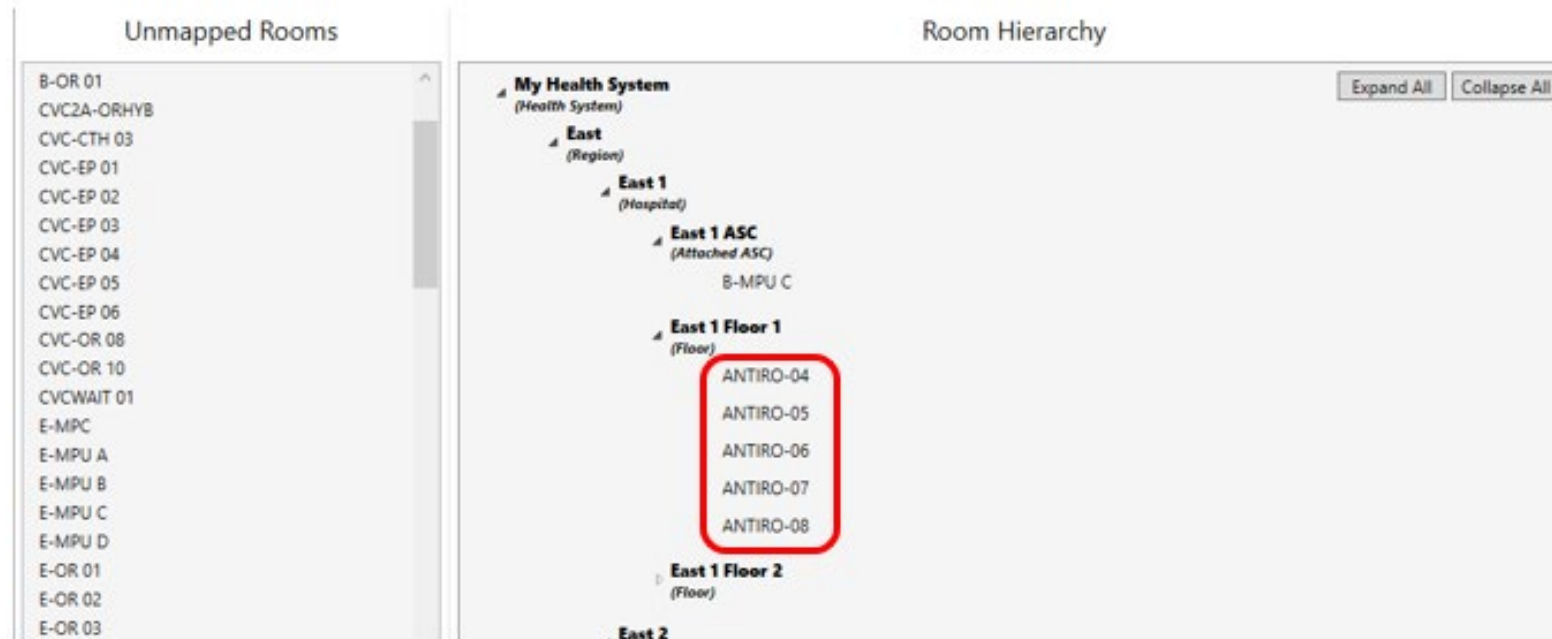 Unmapped Rooms
B-OR 01
CVC2A-ORHYB
CVC-CTH 03
CVC-EP 01
CVC-EP 02
CVC-EP 03
CVC-EP 04
CVC-EP 05
CVC-EP 06
CVC-OR 08
CVC-OR 10
CVCWAIT 01
E-MPC
E-MPU A
E-MPU B
E-MPU C
E-MPU D
E-OR 01
E-OR 02
E-OR 03
Room Hierarchy
Expand All
Collapse All
My Health System
(Health System)
East
(Region)
East 1
(Hospital)
East 1 ASC
(Attached ASC)
B-MPU C
East 1 Floor 1
(Floor)
ANTIRO-04
ANTIRO-05
ANTIRO-06
ANTIRO-07
ANTIRO-08
East 1 Floor 2
(Floor)
East 2